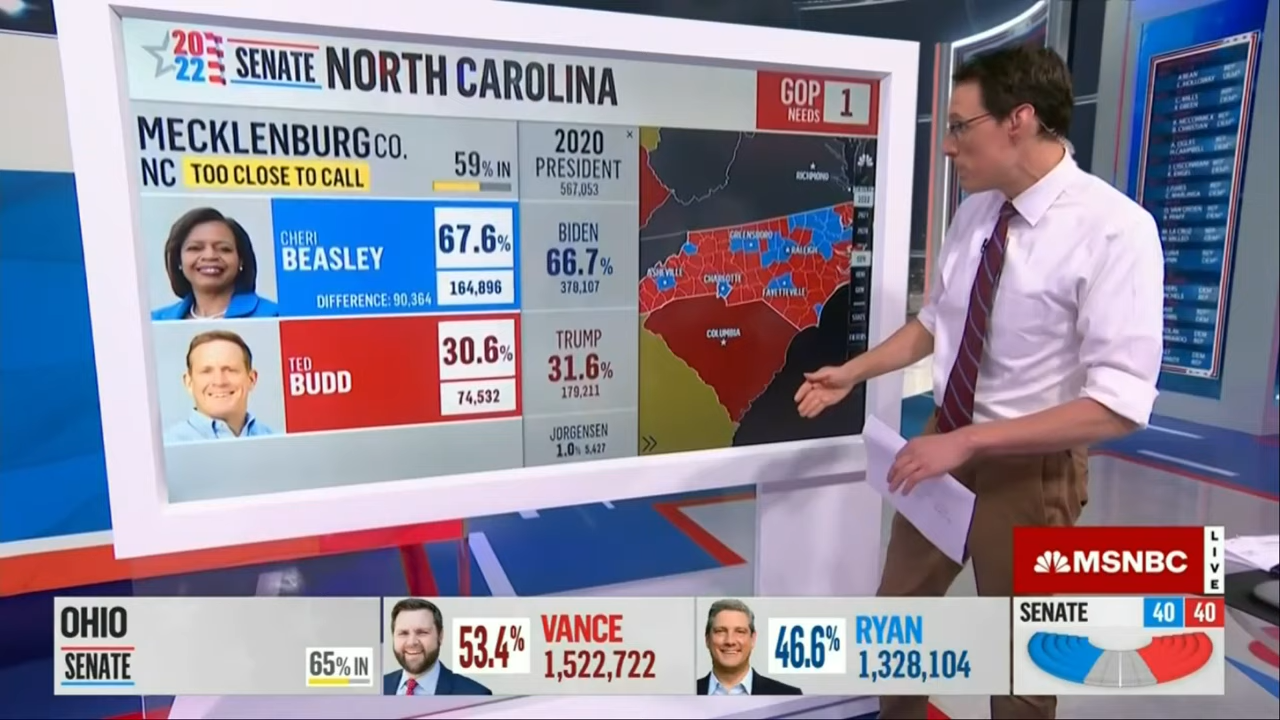 2022
SENATE
NORTH CAROLINA
GOP
NEEDS
1
MECKLENBURG CO.
NC TOO CLOSE TO CALL
59% IN
CHERI
BEASLEY
67.6%
164,896
DIFFERENCE: 90,364
TED
BUDD
30.6%
74,532
2020
PRESIDENT
567,053
BIDEN
66.7%
378,107
TRUMP
31.6%
179,211
JORGENSEN
1.0% 5,427
RICHMOND
GREENSBORO
RALEIGH
ASHEVILLE
CHARLOTTE
FAYETTEVILLE
COLUMBIA
MSNBC
LIVE
OHIO
SENATE
65% IN
53.4%
VANCE
1,522,722
46.6%
RYAN
1,328,104
SENATE 40 40